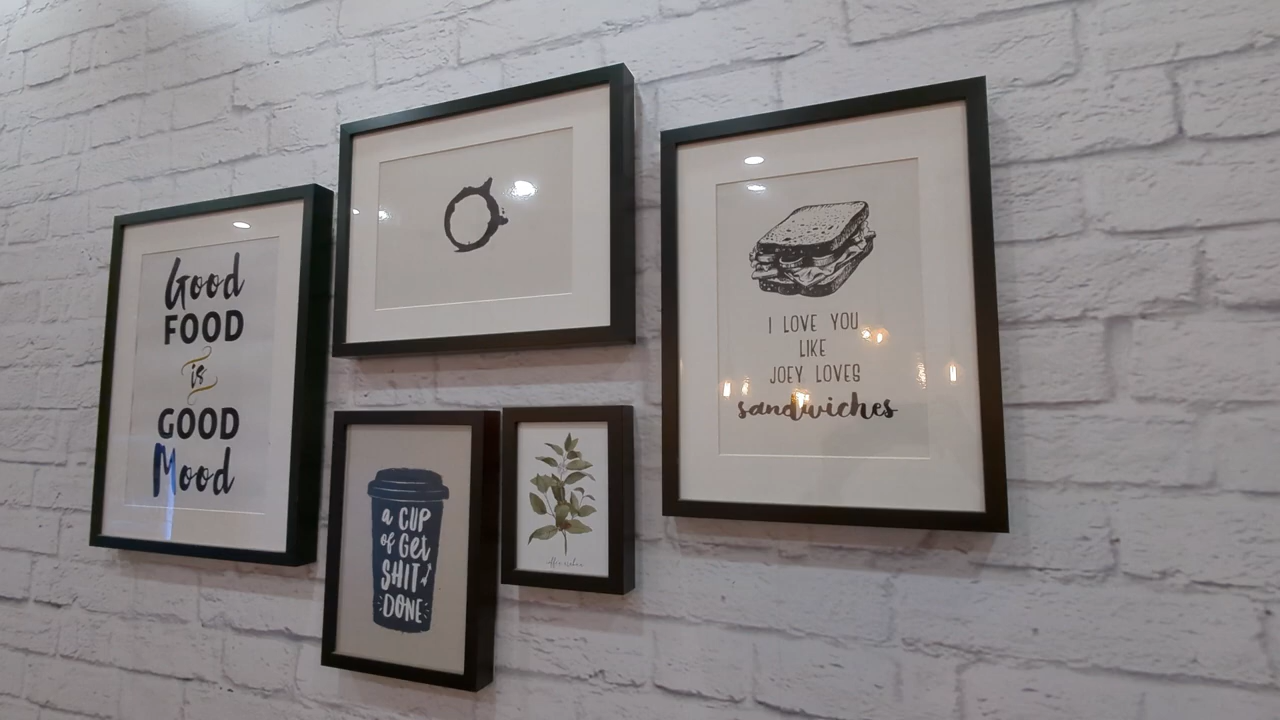 Good
FOOD
is
GOOD
Mood
a CUP
of Get
SHIT
DONE
I LOVE YOU
LIKE
JOEY LOVES
sandwiches